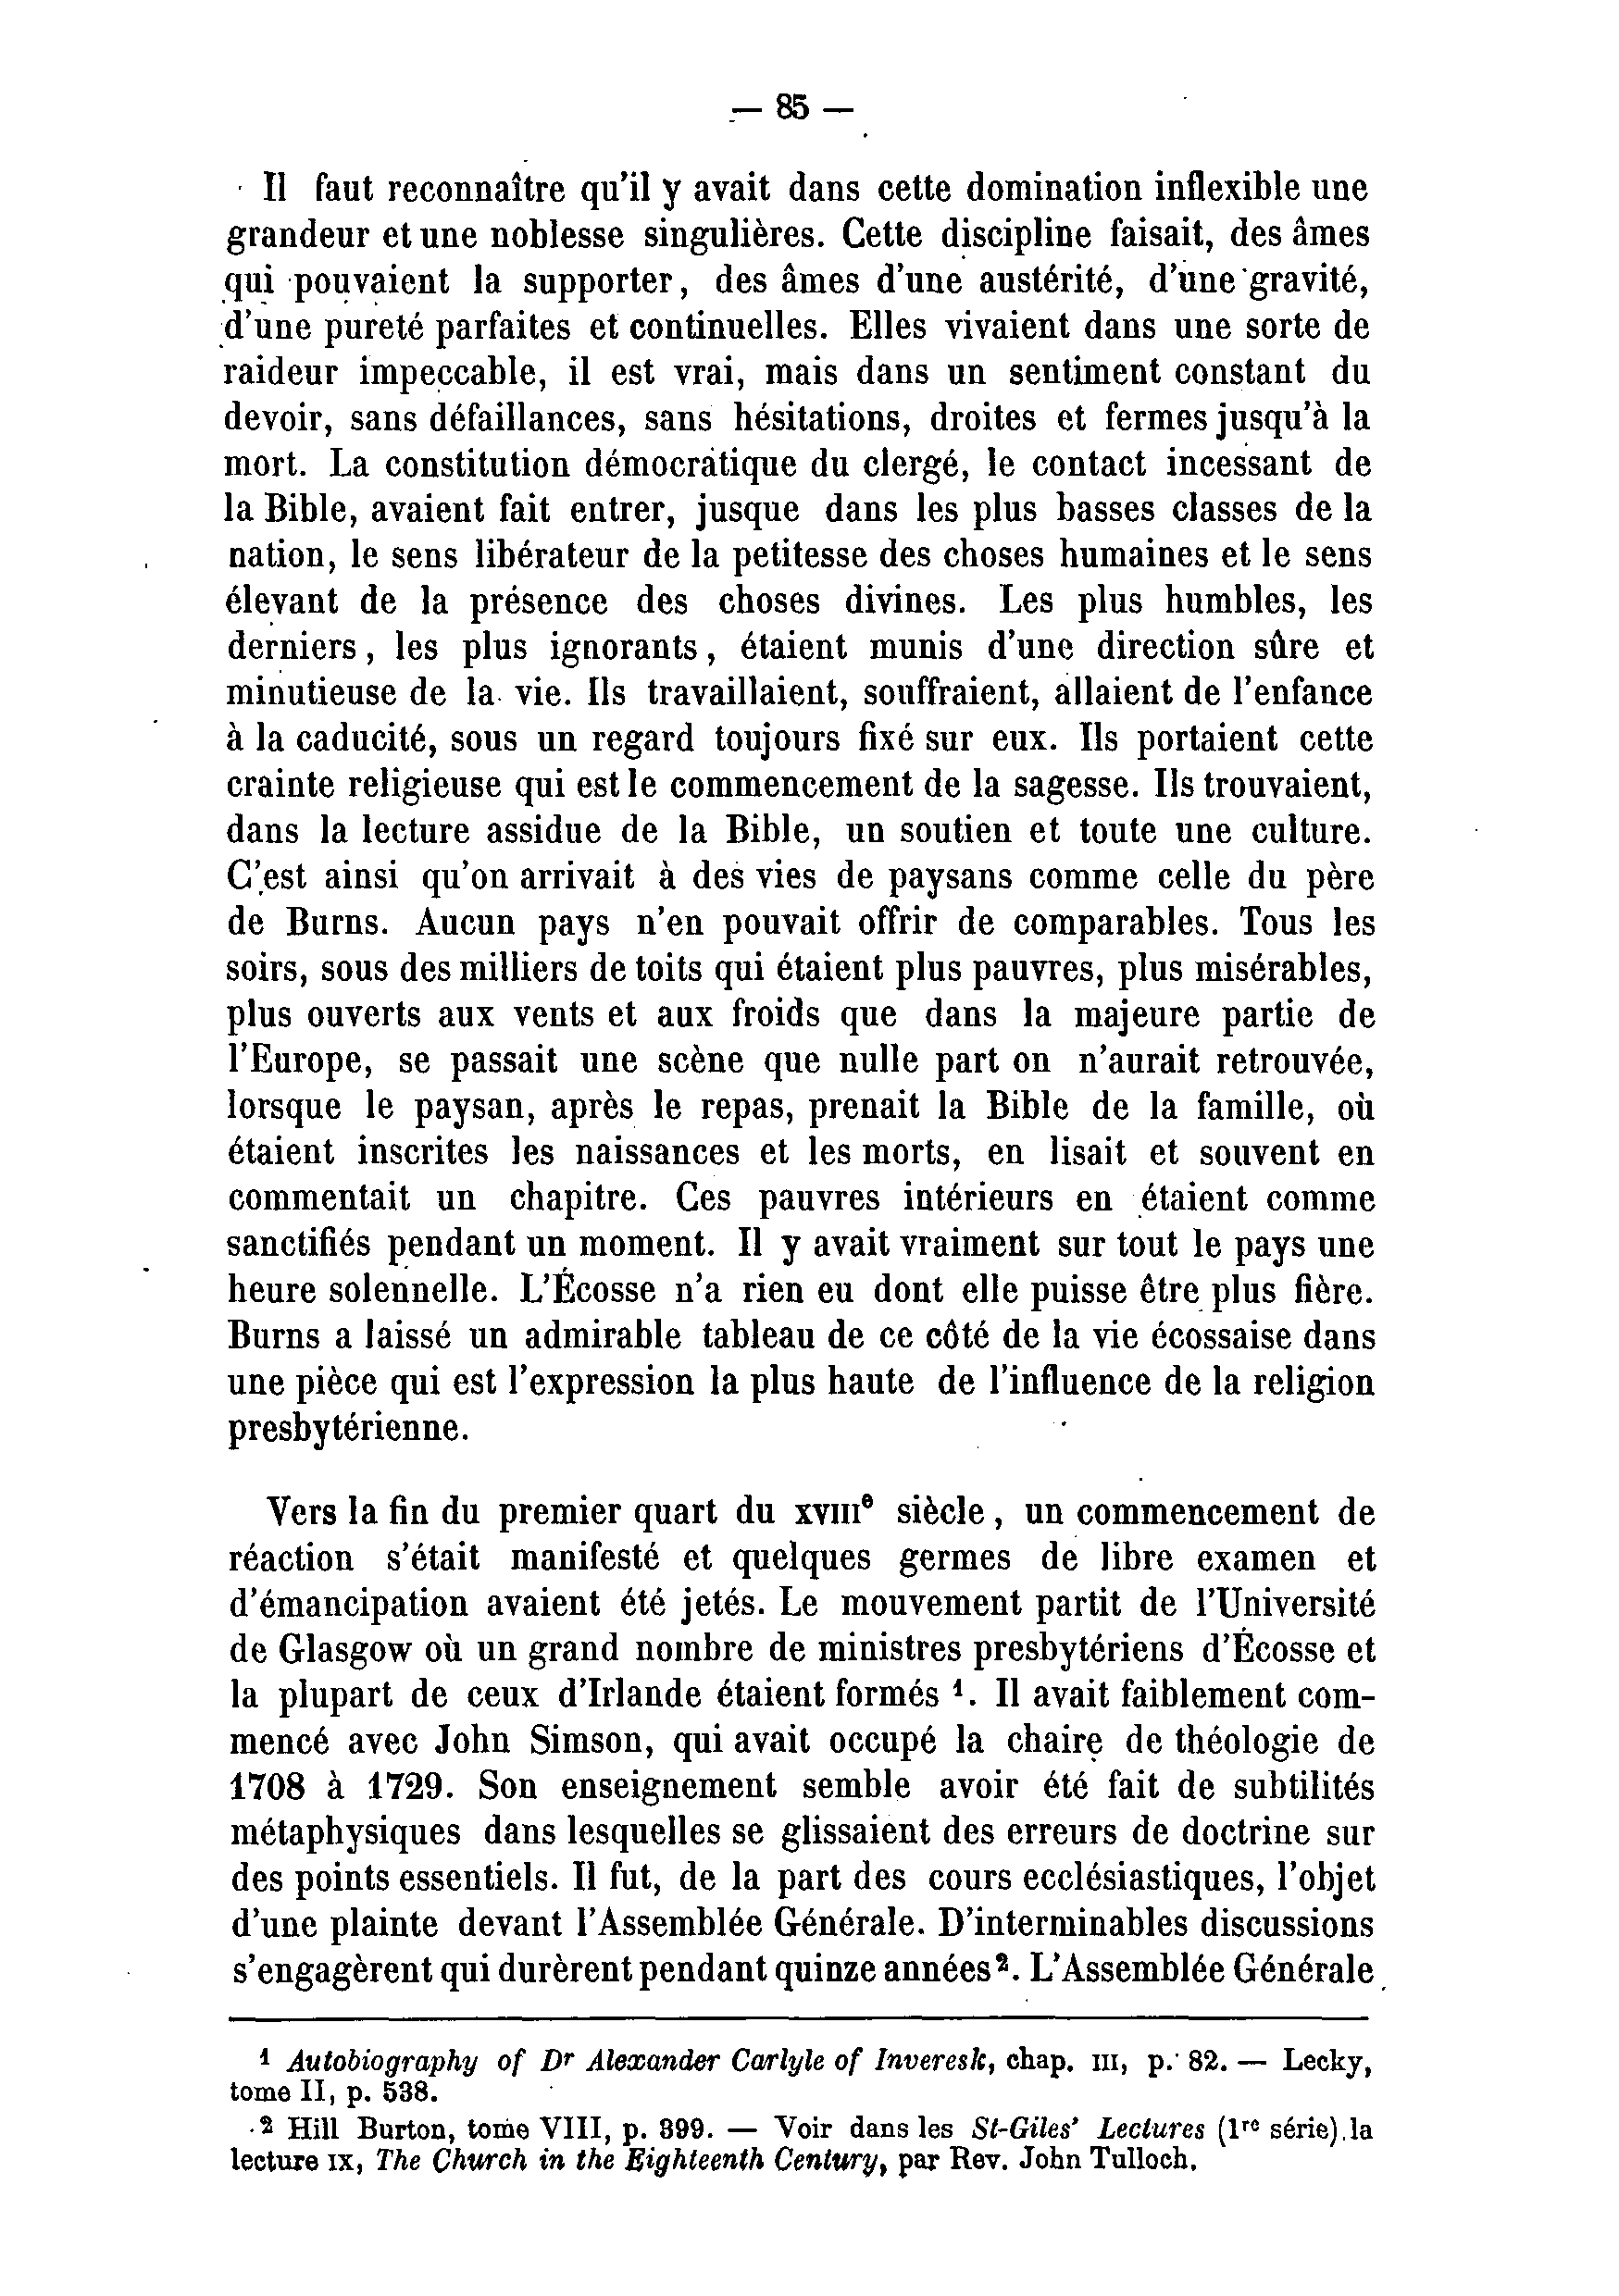 — 85 —
Il faut reconnaître qu'il y avait dans cette domination inflexible une
grandeur et une noblesse singulières. Cette discipline faisait, des âmes
qui pouvaient la supporter, des âmes d'une austérité, d'une gravité,
d'une pureté parfaites et continuelles. Elles vivaient dans une sorte de
raideur impeccable, il est vrai, mais dans un sentiment constant du
devoir, sans défaillances, sans hésitations, droites et fermes jusqu'à la
mort. La constitution démocratique du clergé, le contact incessant de
la Bible, avaient fait entrer, jusque dans les plus basses classes de la
nation, le sens libérateur de la petitesse des choses humaines et le sens
élevant de la présence des choses divines. Les plus humbles, les
derniers, les plus ignorants, étaient munis d'une direction sûre et
minutieuse de la vie. Ils travaillaient, souffraient, allaient de l'enfance
à la caducité, sous un regard toujours fixé sur eux. Ils portaient cette
crainte religieuse qui est le commencement de la sagesse. Ils trouvaient,
dans la lecture assidue de la Bible, un soutien et toute une culture.
C'est ainsi qu'on arrivait à des vies de paysans comme celle du père
de Burns. Aucun pays n'en pouvait offrir de comparables. Tous les
soirs, sous des milliers de toits qui étaient plus pauvres, plus misérables,
plus ouverts aux vents et aux froids que dans la majeure partie de
l'Europe, se passait une scène que nulle part on n'aurait retrouvée,
lorsque le paysan, après le repas, prenait la Bible de la famille, où
étaient inscrites les naissances et les morts, en lisait et souvent en
commentait un chapitre. Ces pauvres intérieurs en étaient comme
sanctifiés pendant un moment. Il y avait vraiment sur tout le pays une
heure solennelle. L'Écosse n'a rien eu dont elle puisse être plus fière.
Burns a laissé un admirable tableau de ce côté de la vie écossaise dans
une pièce qui est l'expression la plus haute de l'influence de la religion
presbytérienne.
Vers la fin du premier quart du XVIIIe siècle, un commencement de
réaction s'était manifesté et quelques germes de libre examen et
d'émancipation avaient été jetés. Le mouvement partit de l'Université
de Glasgow où un grand nombre de ministres presbytériens d'Écosse et
la plupart de ceux d'Irlande étaient formés ¹. Il avait faiblement com-
mencé avec John Simson, qui avait occupé la chaire de théologie de
1708 à 1729. Son enseignement semble avoir été fait de subtilités
métaphysiques dans lesquelles se glissaient des erreurs de doctrine sur
des points essentiels. Il fut, de la part des cours ecclésiastiques, l'objet
d'une plainte devant l'Assemblée Générale. D'interminables discussions
s'engagèrent qui durèrent pendant quinze années². L'Assemblée Générale
¹ Autobiography of Dr Alexander Carlyle of Inveresk, chap. III, p. 82. — Lecky,
tome II, p. 538.
² Hill Burton, tome VIII, p. 399. — Voir dans les St-Giles' Lectures (1re série) la
lecture IX, The Church in the Eighteenth Century, par Rev. John Tulloch.